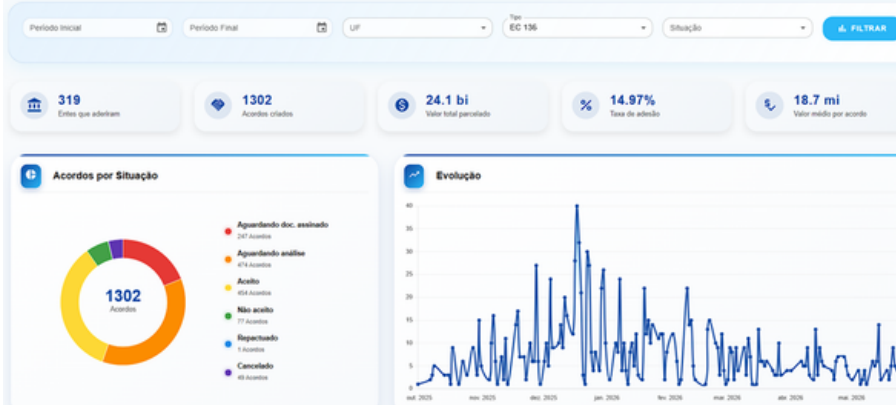 Período Inicial
Período Final
UF
Tipo
EC 136
Situação
FILTRAR
319
Entes que aderiram
1302
Acordos criados
24.1 bi
Valor total parcelado
14.97%
Taxa de adesão
18.7 mi
Valor médio por acordo
Acordos por Situação
1302
Acordos
Aguardando doc. assinado
247 Acordos
Aguardando análise
474 Acordos
Aceito
454 Acordos
Não aceito
77 Acordos
Repactuado
1 Acordos
Cancelado
49 Acordos
Evolução
40
35
30
25
20
15
10
5
0
out. 2025
nov. 2025
dez. 2025
jan. 2026
fev. 2026
mar. 2026
abr. 2026
mai. 2026